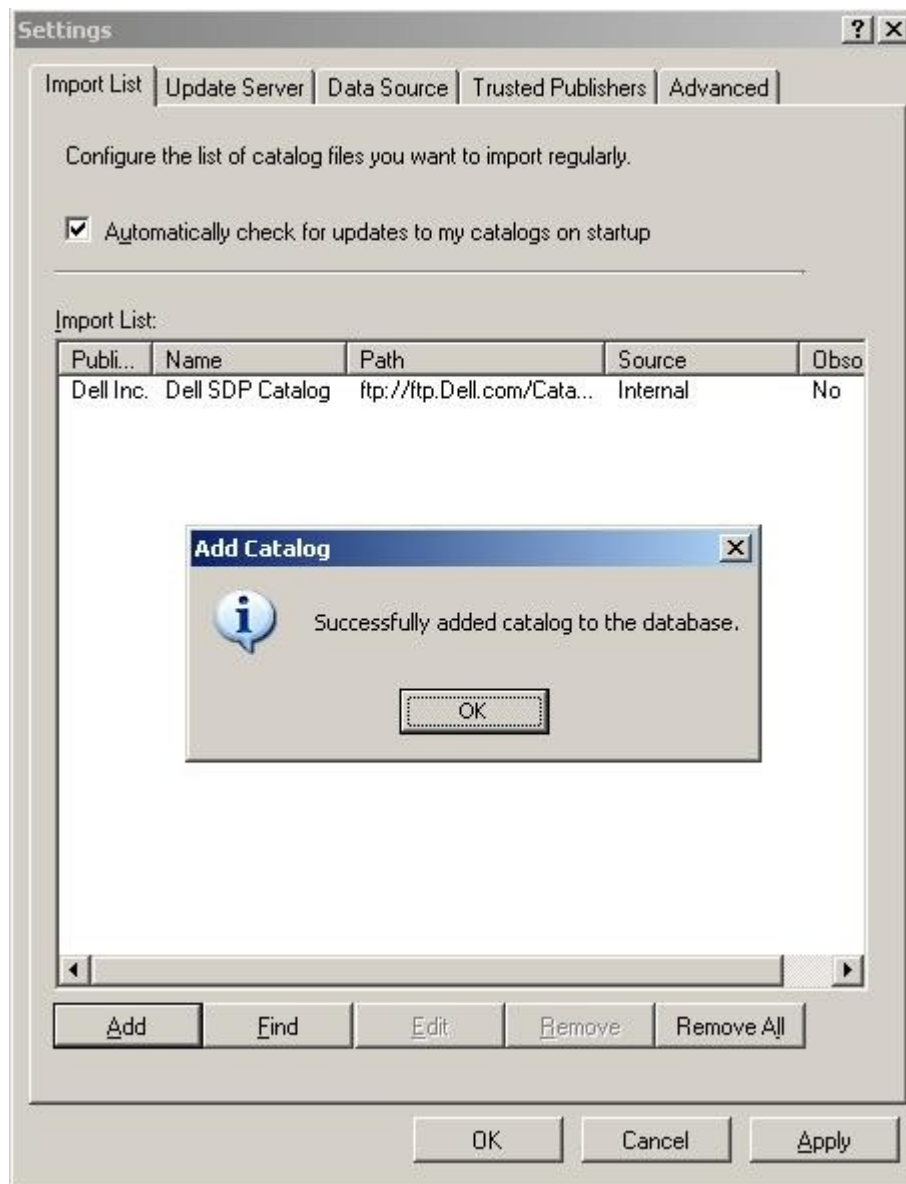 Settings
Import List Update Server Data Source Trusted Publishers Advanced
Configure the list of catalog files you want to import regularly.
Automatically check for updates to my catalogs on startup
Import List:
Publi... Name Path Source Obso
Dell Inc. Dell SDP Catalog ftp://ftp.Dell.com/Cata... Internal No
Add Catalog
Successfully added catalog to the database.
OK
Add Find Edit Remove Remove All
OK Cancel Apply